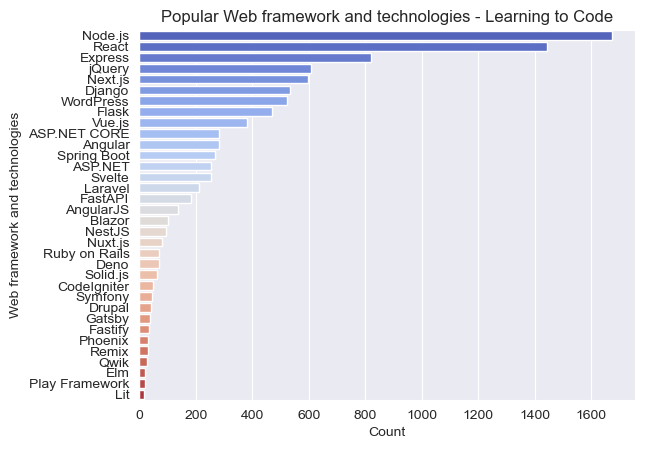 Popular Web framework and technologies - Learning to Code
Web framework and technologies
Node.js
React
Express
jQuery
Next.js
Django
WordPress
Flask
Vue.js
ASP.NET CORE
Angular
Spring Boot
ASP.NET
Svelte
Laravel
FastAPI
AngularJS
Blazor
NestJS
Nuxt.js
Ruby on Rails
Deno
Solid.js
CodeIgniter
Symfony
Drupal
Gatsby
Fastify
Phoenix
Remix
Qwik
Elm
Play Framework
Lit
0 200 400 600 800 1000 1200 1400 1600
Count